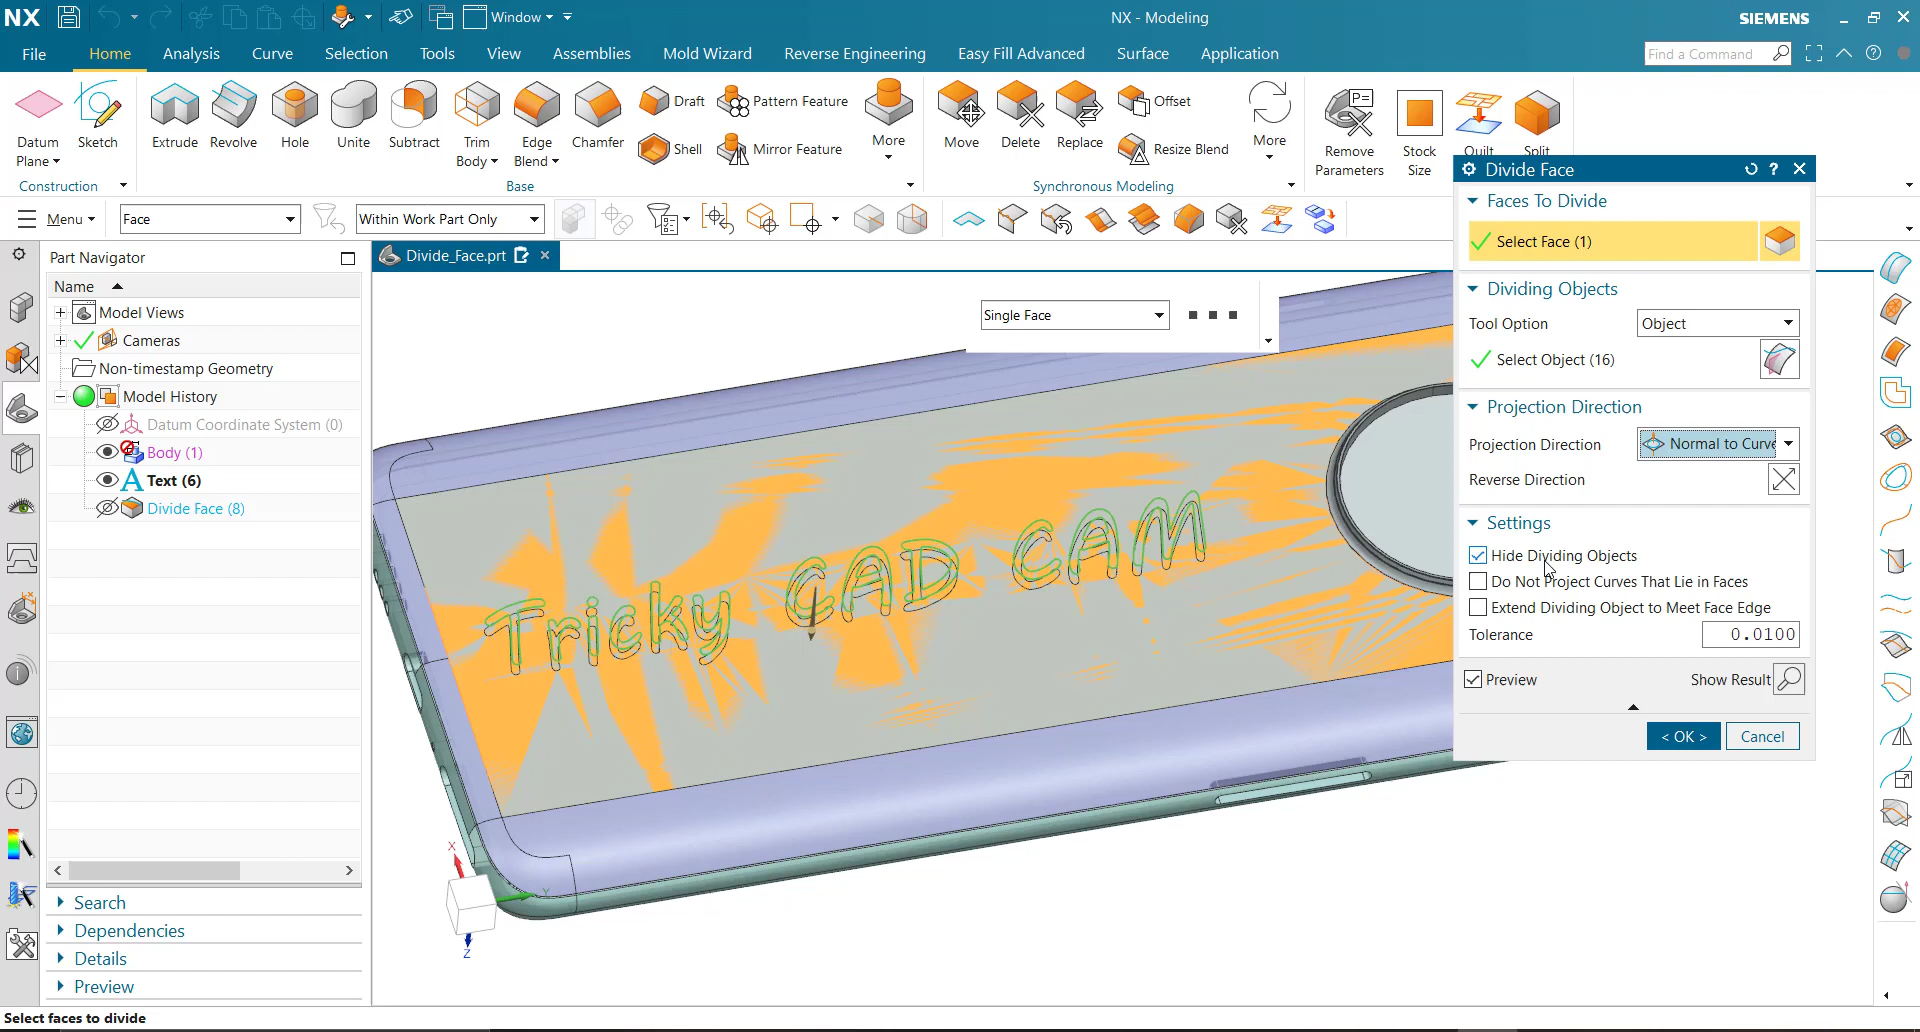 NX
Window
NX - Modeling
SIEMENS
File
Home
Analysis
Curve
Selection
Tools
View
Assemblies
Mold Wizard
Reverse Engineering
Easy Fill Advanced
Surface
Application
Find a Command
Datum
Plane
Sketch
Extrude
Revolve
Hole
Unite
Subtract
Trim
Body
Edge
Blend
Chamfer
Draft
Shell
Pattern Feature
Mirror Feature
More
Move
Delete
Replace
Offset
Resize Blend
More
P=
Remove
Parameters
Stock
Size
Quilt
Split
Construction
Base
Synchronous Modeling
Menu
Face
Within Work Part Only
Part Navigator
Name
Model Views
Cameras
Non-timestamp Geometry
Model History
Datum Coordinate System (0)
Body (1)
Text (6)
Divide Face (8)
Search
Dependencies
Details
Preview
Select faces to divide
Divide_Face.prt
Single Face
Tricky CAD CAM
X
Y
Z
Divide Face
Faces To Divide
Select Face (1)
Dividing Objects
Tool Option
Object
Select Object (16)
Projection Direction
Projection Direction
Normal to Curve
Reverse Direction
Settings
Hide Dividing Objects
Do Not Project Curves That Lie in Faces
Extend Dividing Object to Meet Face Edge
Tolerance
0.0100
Preview
Show Result
< OK >
Cancel